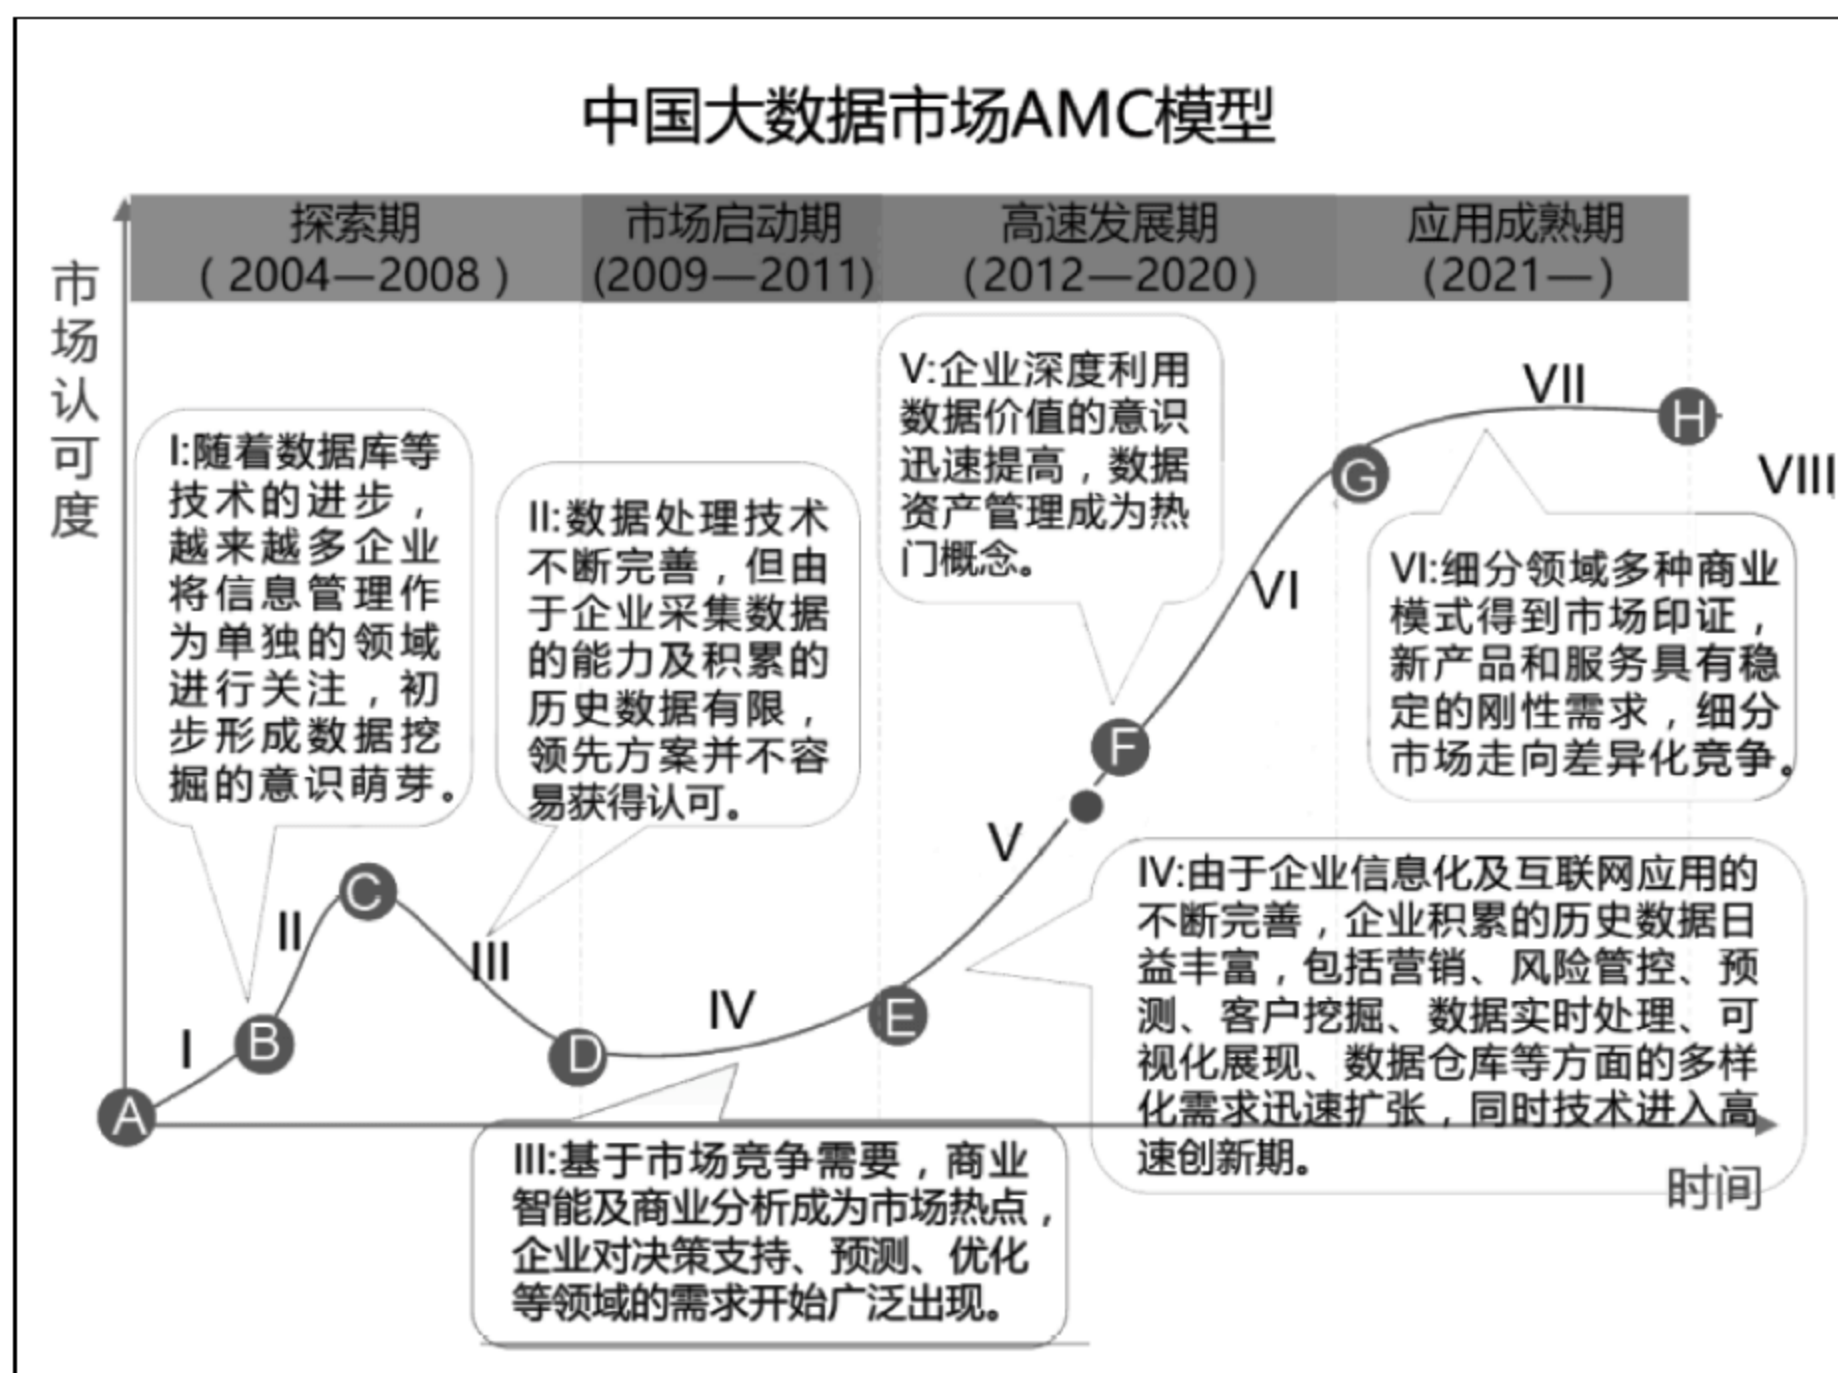 中国大数据市场AMC模型
探索期
（2004—2008）
市场启动期
(2009—2011)
高速发展期
（2012—2020）
应用成熟期
（2021—）
市
场
认
可
度
I:随着数据库等
技术的进步，
越来越多企业
将信息管理作
为单独的领域
进行关注，初
步形成数据挖
掘的意识萌芽。
II:数据处理技术
不断完善，但由
于企业采集数据
的能力及积累的
历史数据有限，
领先方案并不容
易获得认可。
V:企业深度利用
数据价值的意识
迅速提高，数据
资产管理成为热
门概念。
VI:细分领域多种商业
模式得到市场印证，
新产品和服务具有稳
定的刚性需求，细分
市场走向差异化竞争。
IV:由于企业信息化及互联网应用的
不断完善，企业积累的历史数据日
益丰富，包括营销、风险管控、预
测、客户挖掘、数据实时处理、可
视化展现、数据仓库等方面的多样
化需求迅速扩张，同时技术进入高
速创新期。
III:基于市场竞争需要，商业
智能及商业分析成为市场热点，
企业对决策支持、预测、优化
等领域的需求开始广泛出现。
A
I
B
II
C
III
D
IV
E
V
F
VI
G
VII
H
VIII
时间